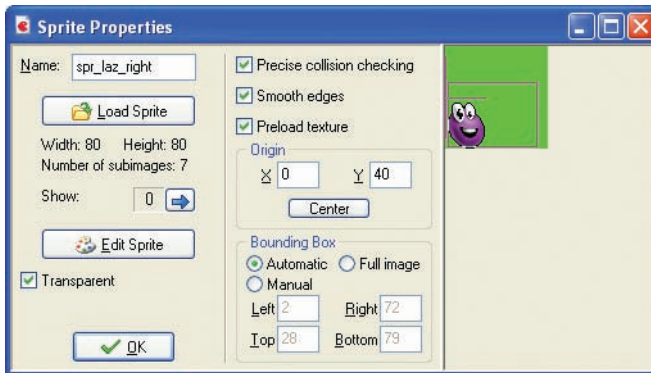 Sprite Properties
Name: spr_laz_right
Load Sprite
Width: 80 Height: 80
Number of subimages: 7
Show: 0
Edit Sprite
Transparent
OK
Precise collision checking
Smooth edges
Preload texture
Origin
X 0 Y 40
Center
Bounding Box
Automatic Full image
Manual
Left 2 Right 72
Top 28 Bottom 79